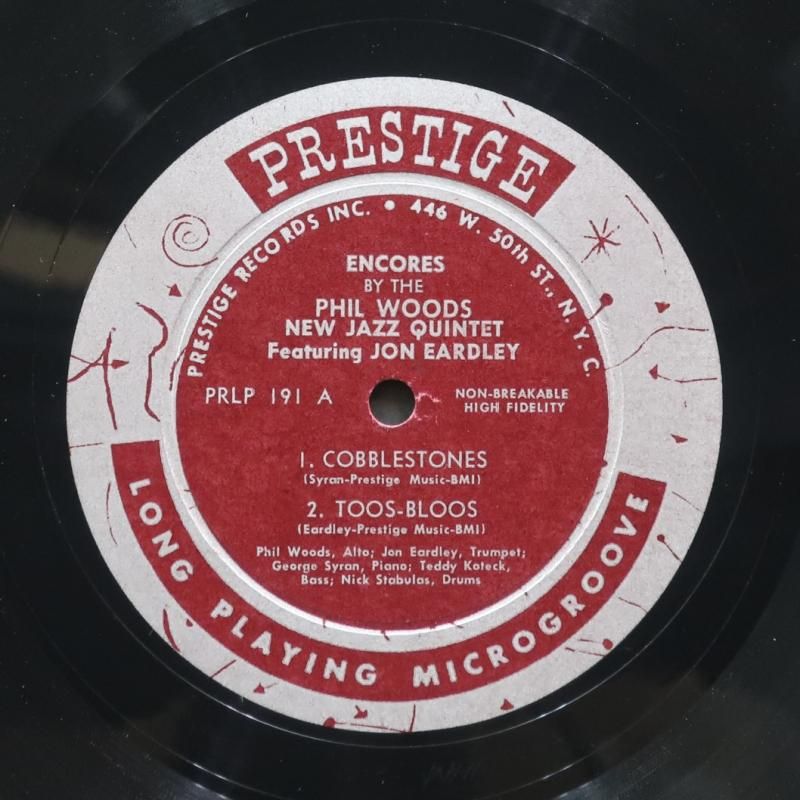 PRESTIGE
PRESTIGE RECORDS INC. • 446 W. 50th ST., N.Y.C.
ENCORES
BY THE
PHIL WOODS
NEW JAZZ QUINTET
Featuring JON EARDLEY
PRLP 191 A
NON-BREAKABLE
HIGH FIDELITY
1. COBBLESTONES
(Syran-Prestige Music-BMI)
2. TOOS-BLOOS
(Eardley-Prestige Music-BMI)
Phil Woods, Alto; Jon Eardley, Trumpet;
George Syran, Piano; Teddy Koteck,
Bass; Nick Stabulas, Drums
LONG PLAYING MICROGROOVE